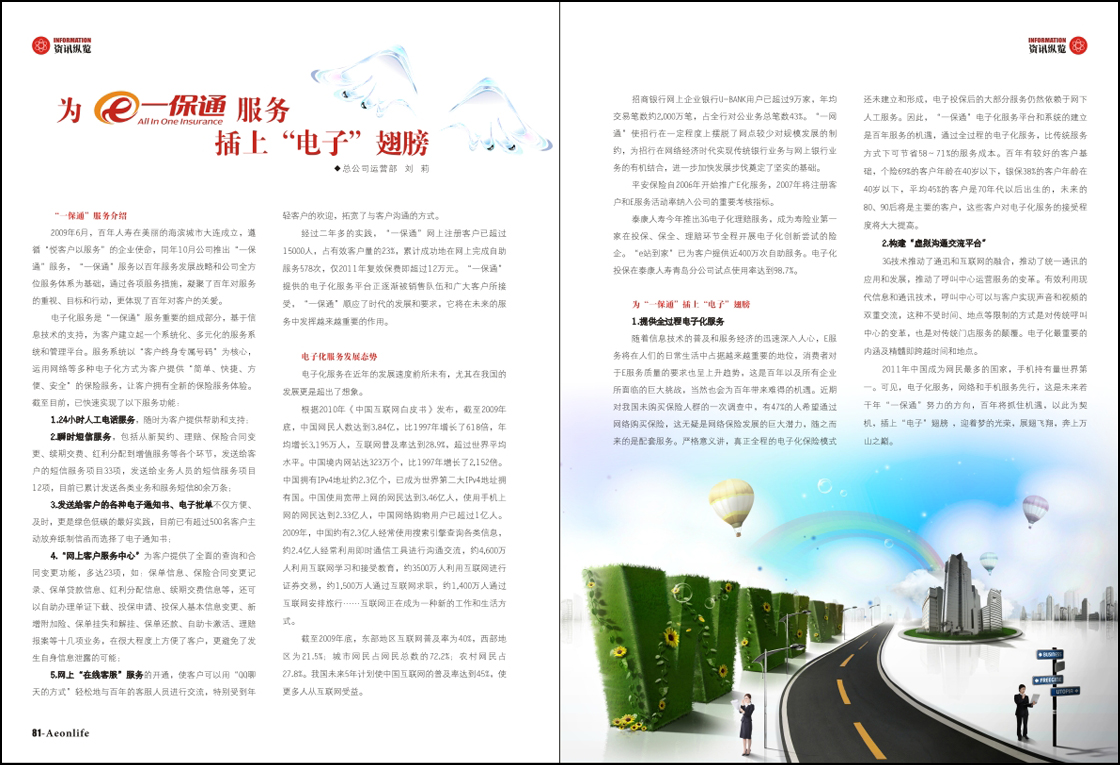 INFORMATION
资讯纵览
为 e一保通 服务
All In One Insurance
插上“电子”翅膀
◆总公司运营部 刘 莉
“一保通”服务介绍
2009年6月，百年人寿在美丽的海滨城市大连成立，遵
循“悦客户以服务”的企业使命，同年10月公司推出“一保
通”服务，“一保通”服务以百年服务发展战略和公司全方
位服务体系为基础，通过各项服务措施，凝聚了百年对服务
的重视、目标和行动，更体现了百年对客户的关爱。
电子化服务是“一保通”服务重要的组成部分，基于信
息技术的支持，为客户建立起一个系统化、多元化的服务系
统和管理平台。服务系统以“客户终身专属号码”为核心，
运用网络等多种电子化方式为客户提供“简单、快捷、方
便、安全”的保险服务，让客户拥有全新的保险服务体验。
截至目前，已快速实现了以下服务功能：
1.24小时人工电话服务，随时为客户提供帮助和支持；
2.瞬时短信服务，包括从新契约、理赔、保险合同变
更、续期交费、红利分配到增值服务等各个环节，发送给客
户的短信服务项目33项，发送给业务人员的短信服务项目
12项，目前已累计发送各类业务和服务短信80余万条；
3.发送给客户的各种电子通知书、电子批单不仅方便、
及时，更是绿色低碳的最好实践，目前已有超过500名客户主
动放弃纸制信函而选择了电子通知书；
4.“网上客户服务中心”为客户提供了全面的查询和合
同变更功能，多达23项，如：保单信息、保险合同变更记
录、保单贷款信息、红利分配信息、续期交费信息等，还可
以自助办理单证下载、投保申请、投保人基本信息变更、新
增附加险、保单挂失和解挂、保单还款、自助卡激活、理赔
报案等十几项业务，在很大程度上方便了客户，更避免了发
生自身信息泄露的可能；
5.网上“在线客服”服务的开通，使客户可以用“QQ聊
天的方式”轻松地与百年的客服人员进行交流，特别受到年
轻客户的欢迎，拓宽了与客户沟通的方式。
经过二年多的实践，“一保通”网上注册客户已超过
15000人，占有效客户量的23%，累计成功地在网上完成自助
服务578次，仅2011年复效保费即超过12万元。“一保通”
提供的电子化服务平台正逐渐被销售队伍和广大客户所接
受，“一保通”顺应了时代的发展和要求，它将在未来的服
务中发挥越来越重要的作用。
电子化服务发展态势
电子化服务在近年的发展速度前所未有，尤其在我国的
发展更是超出了想象。
根据2010年《中国互联网白皮书》发布，截至2009年
底，中国网民人数达到3.84亿，比1997年增长了618倍，年
均增长3,195万人，互联网普及率达到28.9%，超过世界平均
水平。中国境内网站达323万个，比1997年增长了2,152倍。
中国拥有IPv4地址约2.3亿个，已成为世界第二大IPv4地址拥
有国。中国使用宽带上网的网民达到3.46亿人，使用手机上
网的网民达到2.33亿人，中国网络购物用户已超过1亿人。
2009年，中国约有2.3亿人经常使用搜索引擎查询各类信息，
约2.4亿人经常利用即时通信工具进行沟通交流，约4,600万
人利用互联网学习和接受教育，约3500万人利用互联网进行
证券交易，约1,500万人通过互联网求职，约1,400万人通过
互联网安排旅行……互联网正在成为一种新的工作和生活方
式。
截至2009年底，东部地区互联网普及率为40%，西部地
区为21.5%；城市网民占网民总数的72.2%；农村网民占
27.8%。我国未来5年计划使中国互联网的普及率达到45%，使
更多人从互联网受益。
81-Aeonlife
INFORMATION
资讯纵览
招商银行网上企业银行U-BANK用户已超过9万家，年均
交易笔数约2,000万笔，占全行对公业务总笔数43%。“一网
通”使招行在一定程度上摆脱了网点较少对规模发展的制
约，为招行在网络经济时代实现传统银行业务与网上银行业
务的有机结合，进一步加快发展步伐奠定了坚实的基础。
平安保险自2006年开始推广E化服务，2007年将注册客
户和E服务活动率纳入公司的重要考核指标。
泰康人寿今年推出3G电子化理赔服务，成为寿险业第一
家在投保、保全、理赔环节全程开展电子化创新尝试的险
企。“e站到家”已为客户提供近400万次自助服务。电子化
投保在泰康人寿青岛分公司试点使用率达到98.7%。
为“一保通”插上“电子”翅膀
1.提供全过程电子化服务
随着信息技术的普及和服务经济的迅速深入人心，E服
务将在人们的日常生活中占据越来越重要的地位，消费者对
于E服务质量的要求也呈上升趋势，这是百年以及所有企业
所面临的巨大挑战，当然也会为百年带来难得的机遇。近期
对我国未购买保险人群的一次调查中，有47%的人希望通过
网络购买保险，这无疑是网络保险发展的巨大潜力，随之而
来的是配套服务。严格意义讲，真正全程的电子化保险模式
还未建立和形成，电子投保后的大部分服务仍然依赖于网下
人工服务。因此，“一保通”电子化服务平台和系统的建立
是百年服务的机遇，通过全过程的电子化服务，比传统服务
方式下可节省58－71%的服务成本。百年有较好的客户基
础，个险69%的客户年龄在40岁以下，银保38%的客户年龄在
40岁以下，平均45%的客户是70年代以后出生的，未来的
80、90后将是主要的客户，这些客户对电子化服务的接受程
度将大大提高。
2.构建“虚拟沟通交流平台”
3G技术推动了通迅和互联网的融合，推动了统一通讯的
应用和发展，推动了呼叫中心运营服务的变革。有效利用现
代信息和通讯技术，呼叫中心可以与客户实现声音和视频的
双重交流，这种不受时间、地点等限制的方式是对传统呼叫
中心的变革，也是对传统门店服务的颠覆。电子化最重要的
内涵及精髓即跨越时间和地点。
2011年中国成为网民最多的国家，手机持有量世界第
一。可见，电子化服务，网络和手机服务先行，这是未来若
干年“一保通”努力的方向，百年将抓住机遇，以此为契
机，插上“电子”翅膀，迎着梦的光荣，展翅飞翔，奔上万
山之巅。
BUSINESS
FREEDOM
UTOPIA